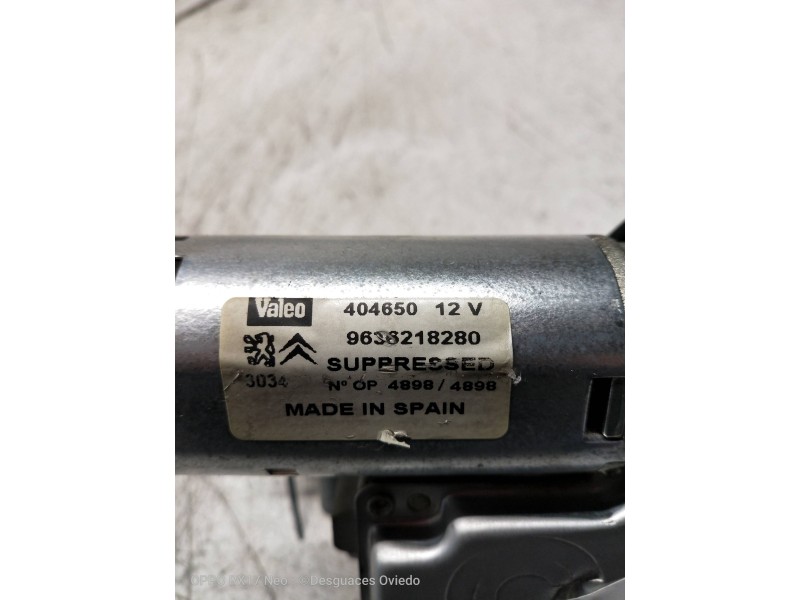 Valeo 404650 12 V
9636218280
SUPPRESSED
3034 Nº OP 4898 / 4898
MADE IN SPAIN
Desguaces Oviedo